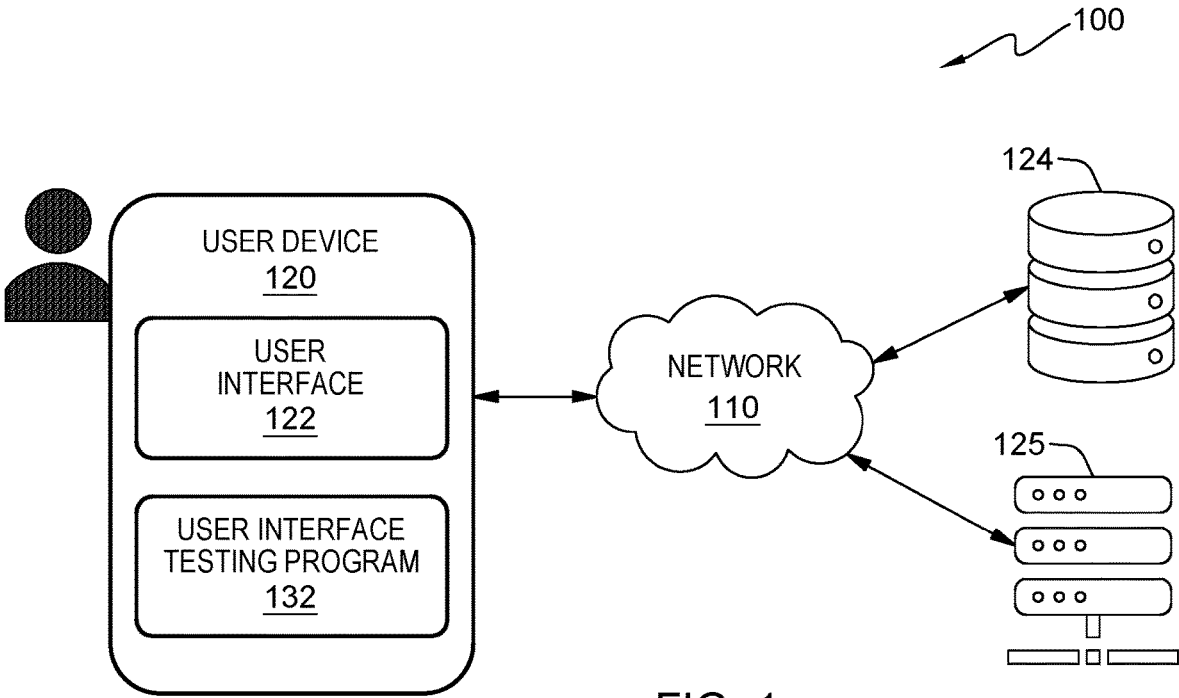 100
124
USER DEVICE
120
USER
INTERFACE
122
NETWORK
110
125
USER INTERFACE
TESTING PROGRAM
132
FIG. 1